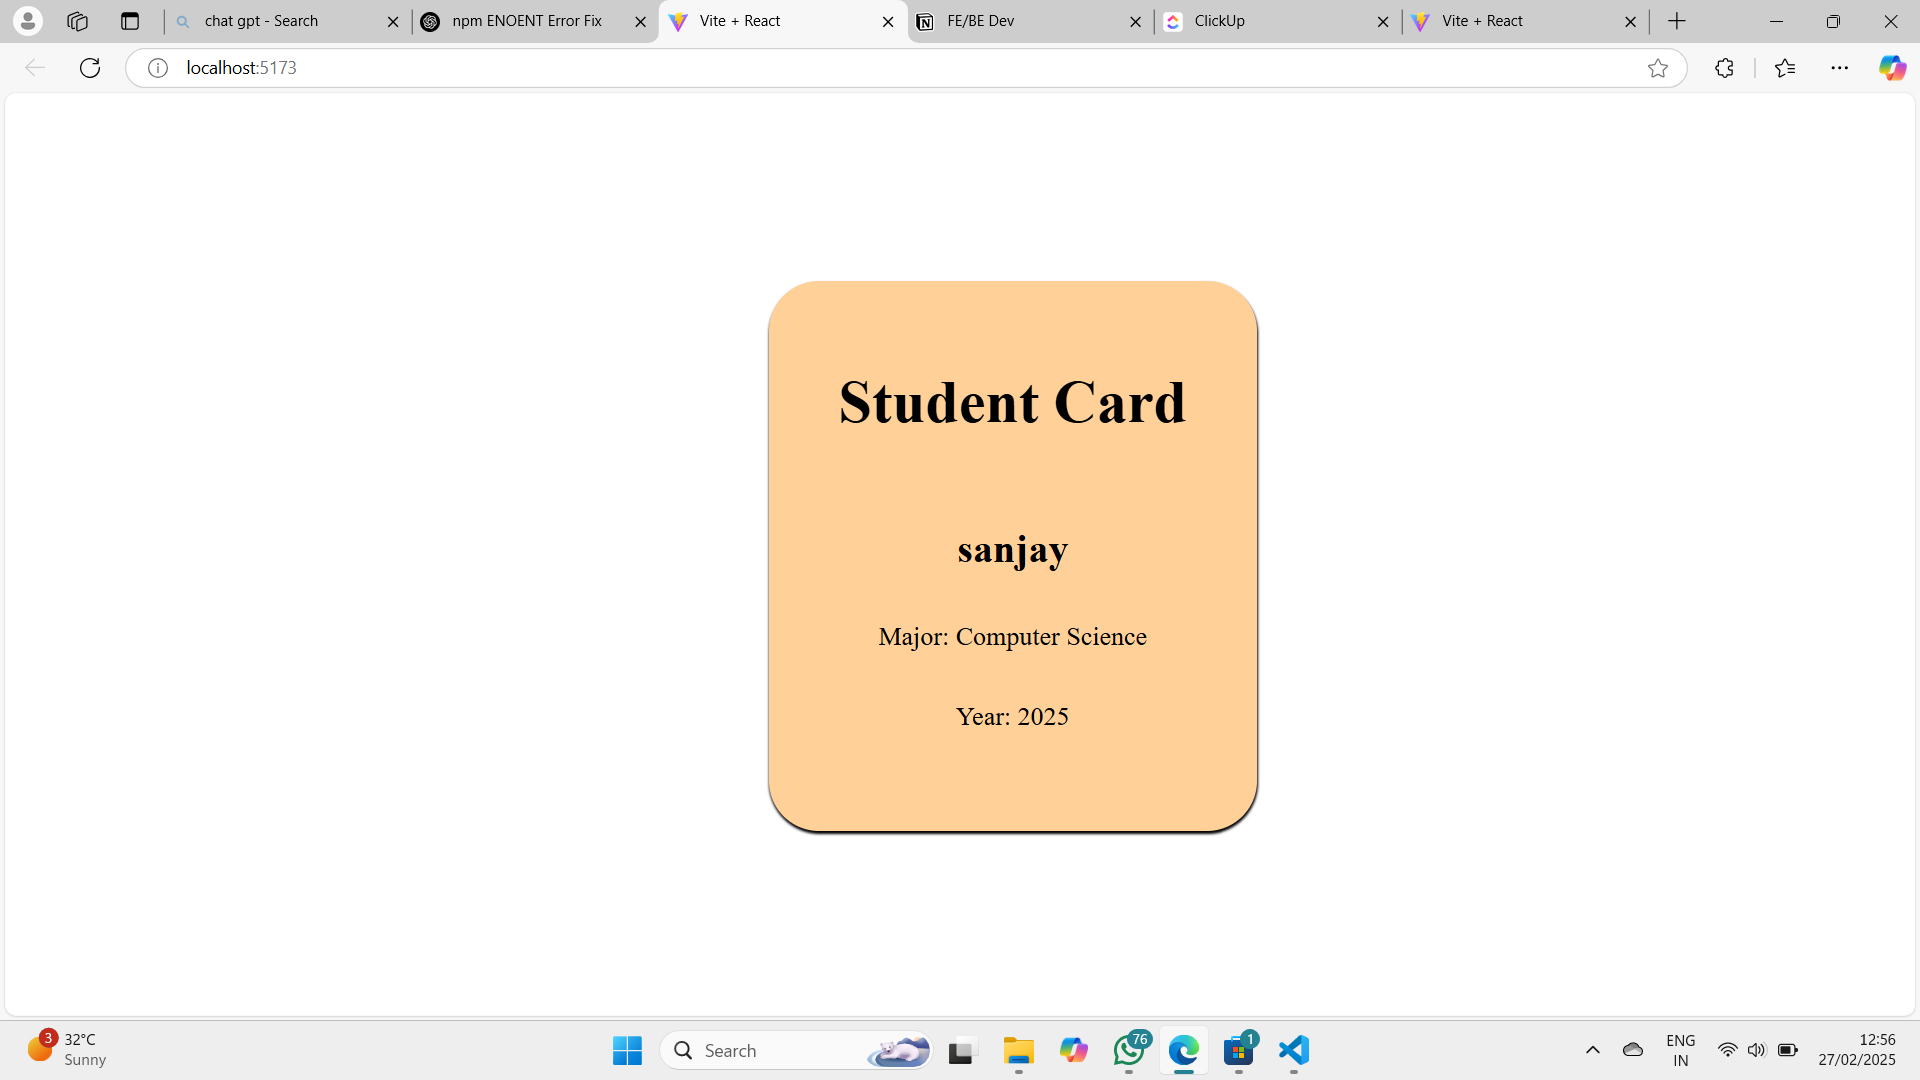 chat gpt - Search
npm ENOENT Error Fix
Vite + React
FE/BE Dev
ClickUp
Vite + React
localhost:5173
Student Card
sanjay
Major: Computer Science
Year: 2025
3
32°C
Sunny
Search
76
1
ENG
IN
12:56
27/02/2025